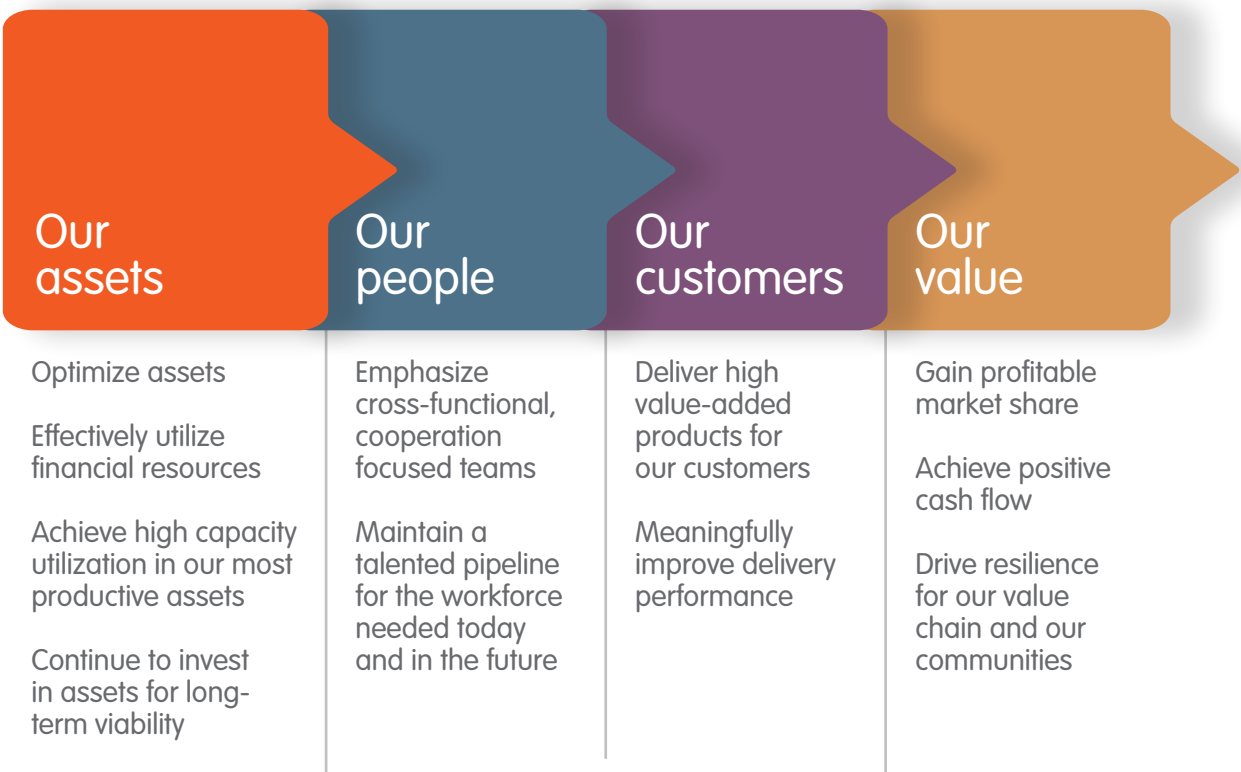 Our
assets
Our
people
Our
customers
Our
value
Optimize assets
Effectively utilize
financial resources
Achieve high capacity
utilization in our most
productive assets
Continue to invest
in assets for long-
term viability
Emphasize
cross-functional,
cooperation
focused teams
Maintain a
talented pipeline
for the workforce
needed today
and in the future
Deliver high
value-added
products for
our customers
Meaningfully
improve delivery
performance
Gain profitable
market share
Achieve positive
cash flow
Drive resilience
for our value
chain and our
communities